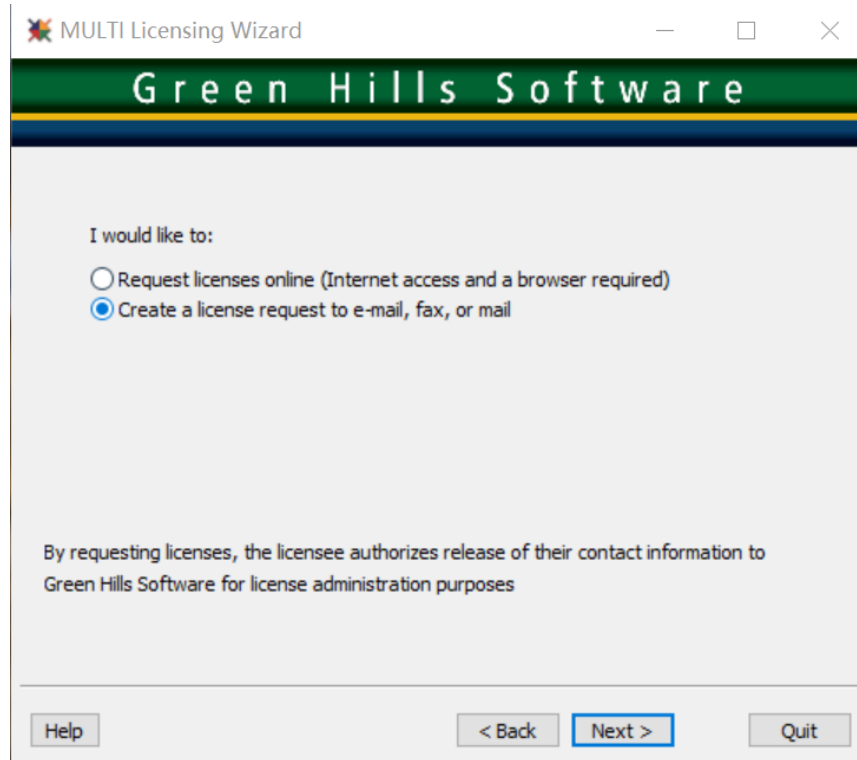 MULTI Licensing Wizard
Green Hills Software
I would like to:
Request licenses online (Internet access and a browser required)
Create a license request to e-mail, fax, or mail
By requesting licenses, the licensee authorizes release of their contact information to
Green Hills Software for license administration purposes
Help
< Back
Next >
Quit